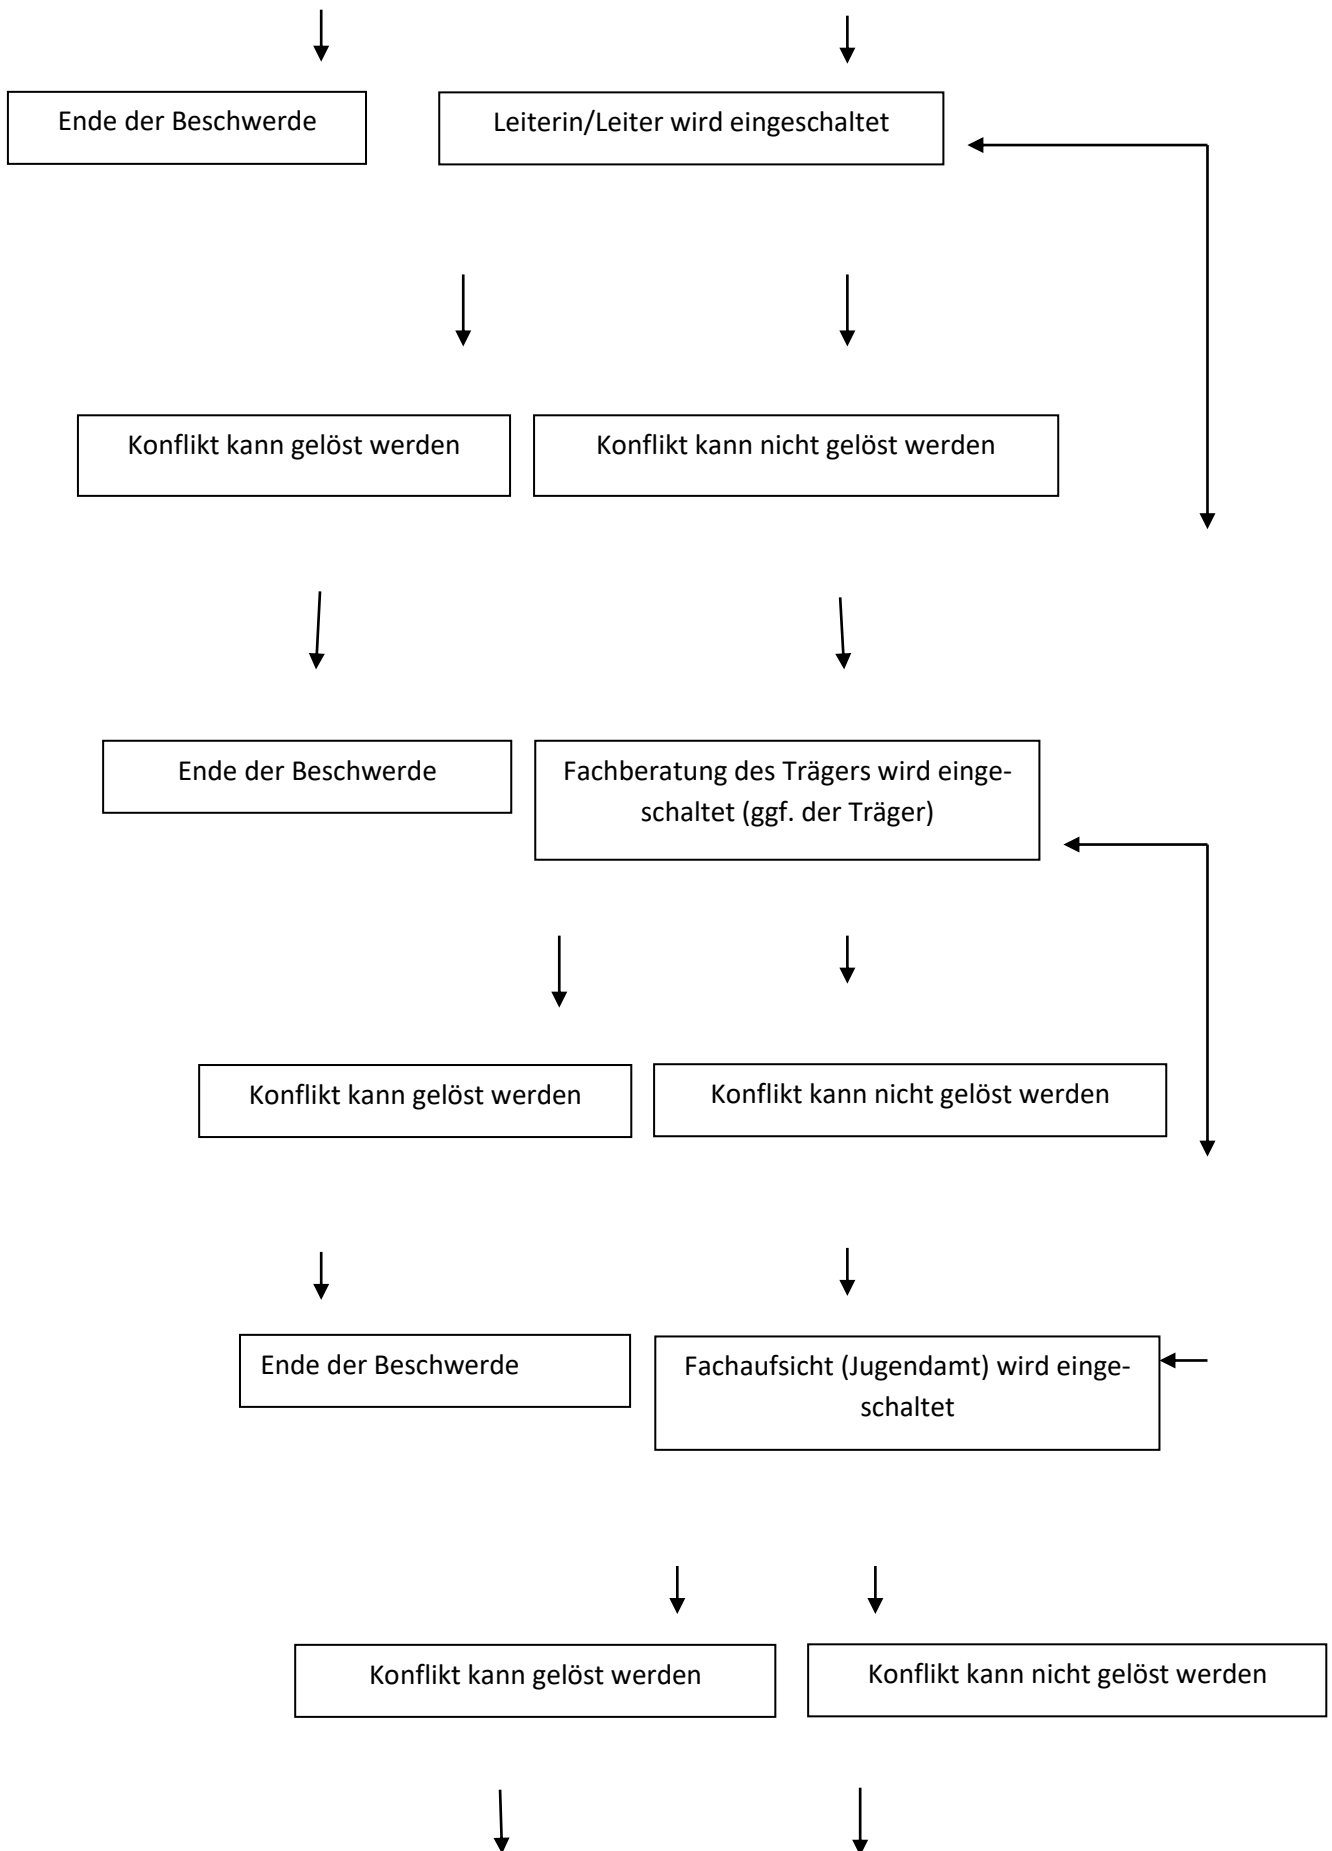 Ende der Beschwerde
Leiterin/Leiter wird eingeschaltet
Konflikt kann gelöst werden
Konflikt kann nicht gelöst werden
Ende der Beschwerde
Fachberatung des Trägers wird einge-
schaltet (ggf. der Träger)
Konflikt kann gelöst werden
Konflikt kann nicht gelöst werden
Ende der Beschwerde
Fachaufsicht (Jugendamt) wird einge-
schaltet
Konflikt kann gelöst werden
Konflikt kann nicht gelöst werden